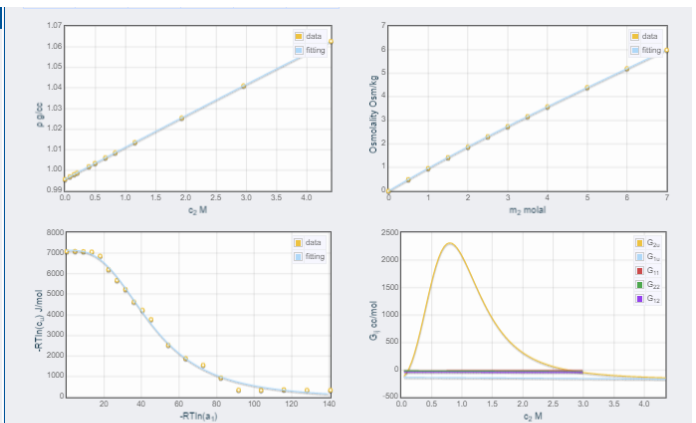 1.07
1.06
1.05
1.04
1.03
1.02
1.01
1.00
0.99
ρ g/cc
data
fitting
0.0 0.5 1.0 1.5 2.0 2.5 3.0 3.5 4.0
c₂ M
7
6
5
4
3
2
1
0
Osmolality Osm/kg
data
fitting
0 1 2 3 4 5 6 7
m₂ molal
8000
7000
6000
5000
4000
3000
2000
1000
0
-RTln(cᵤ) J/mol
data
fitting
20 40 60 80 100 120 140
-RTln(a₁)
2500
2000
1500
1000
500
0
-500
Gᵢⱼ cc/mol
G₂ᵤ
G₁ᵤ
G₁₁
G₂₂
G₁₂
0.0 0.5 1.0 1.5 2.0 2.5 3.0 3.5 4.0
c₂ M